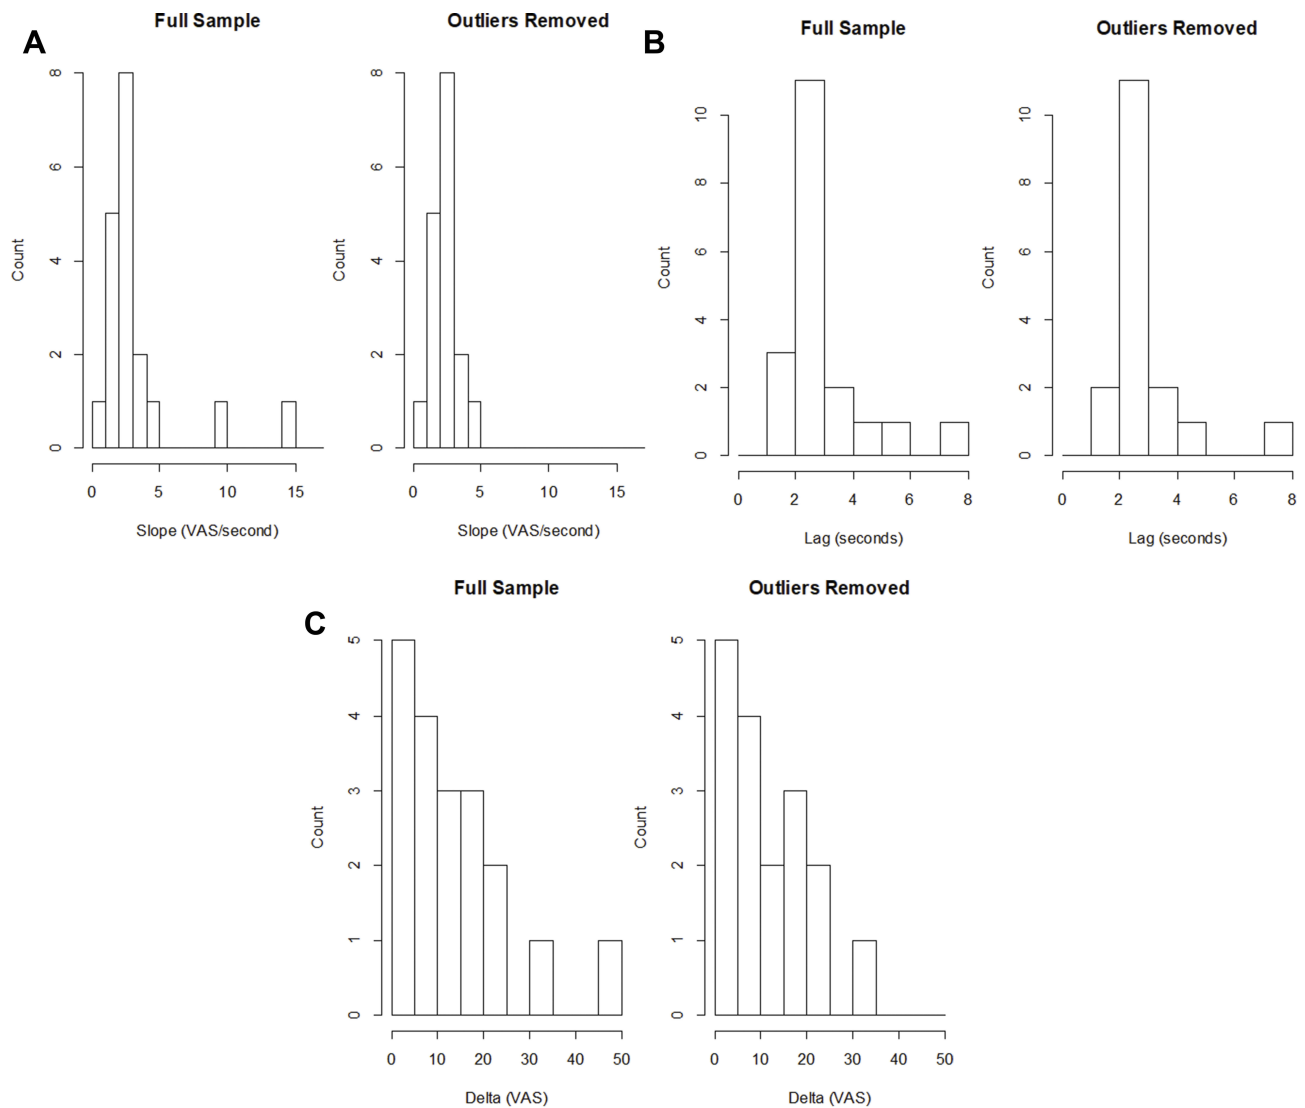 A
Full Sample
Count
8
6
4
2
0
0 5 10 15
Slope (VAS/second)
Outliers Removed
Count
8
6
4
2
0
0 5 10 15
Slope (VAS/second)
B
Full Sample
Count
10
8
6
4
2
0
0 2 4 6 8
Lag (seconds)
Outliers Removed
Count
10
8
6
4
2
0
0 2 4 6 8
Lag (seconds)
C
Full Sample
Count
5
4
3
2
1
0
0 10 20 30 40 50
Delta (VAS)
Outliers Removed
Count
5
4
3
2
1
0
0 10 20 30 40 50
Delta (VAS)